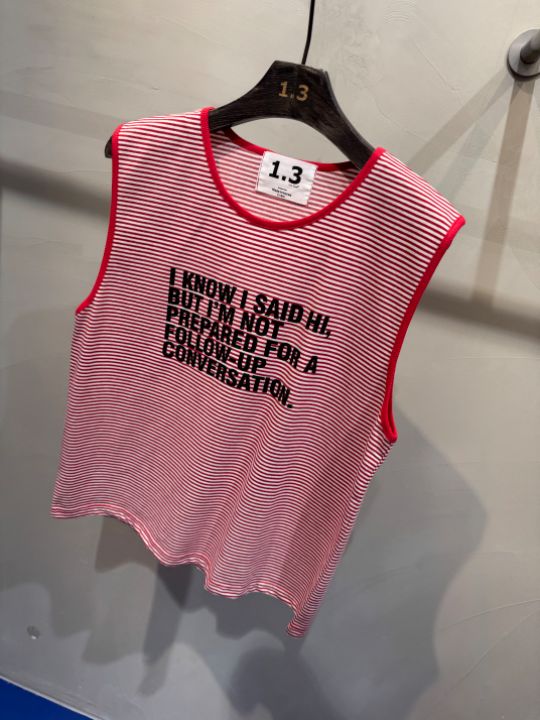 1.3
1.3
I KNOW I SAID HI,
BUT I'M NOT
PREPARED FOR A
FOLLOW-UP
CONVERSATION.